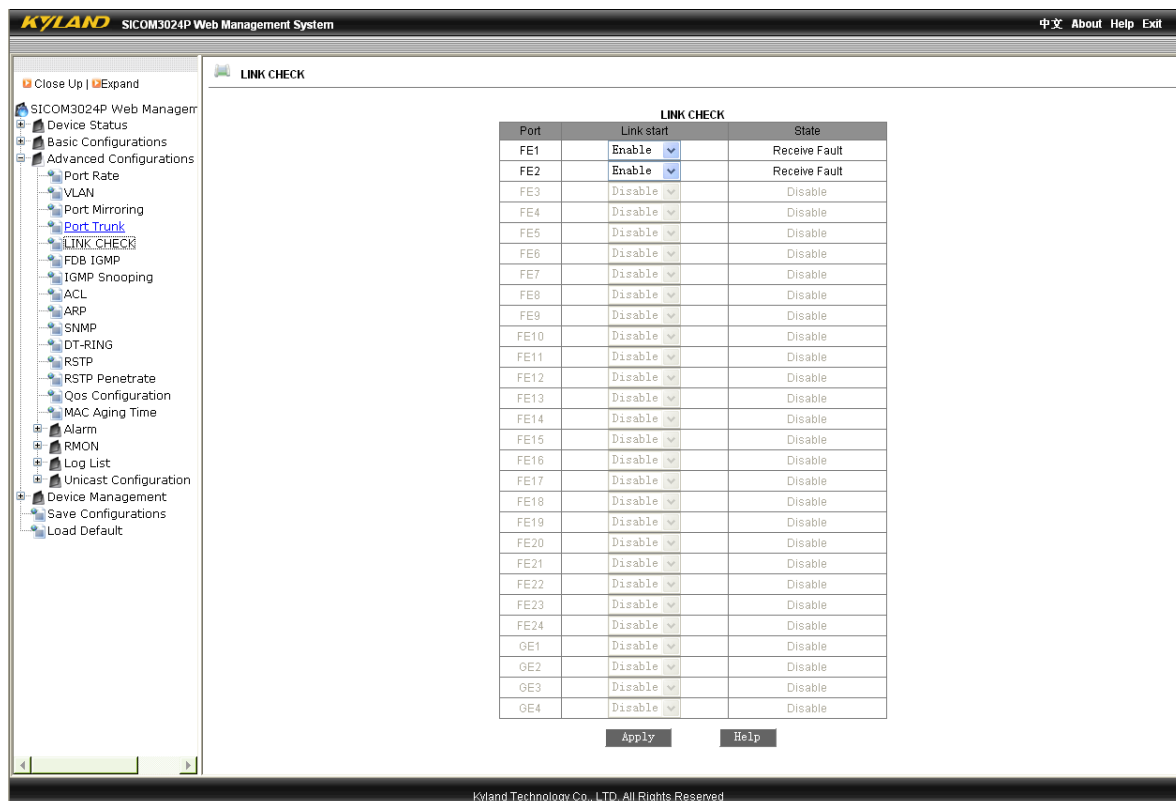 KYLAND SICOM3024P Web Management System 中文 About Help Exit
Close Up | Expand
SICOM3024P Web Managem
Device Status
Basic Configurations
Advanced Configurations
Port Rate
VLAN
Port Mirroring
Port Trunk
LINK CHECK
FDB IGMP
IGMP Snooping
ACL
ARP
SNMP
DT-RING
RSTP
RSTP Penetrate
Qos Configuration
MAC Aging Time
Alarm
RMON
Log List
Unicast Configuration
Device Management
Save Configurations
Load Default
LINK CHECK
LINK CHECK
Port Link start State
FE1 Enable Receive Fault
FE2 Enable Receive Fault
FE3 Disable Disable
FE4 Disable Disable
FE5 Disable Disable
FE6 Disable Disable
FE7 Disable Disable
FE8 Disable Disable
FE9 Disable Disable
FE10 Disable Disable
FE11 Disable Disable
FE12 Disable Disable
FE13 Disable Disable
FE14 Disable Disable
FE15 Disable Disable
FE16 Disable Disable
FE17 Disable Disable
FE18 Disable Disable
FE19 Disable Disable
FE20 Disable Disable
FE21 Disable Disable
FE22 Disable Disable
FE23 Disable Disable
FE24 Disable Disable
GE1 Disable Disable
GE2 Disable Disable
GE3 Disable Disable
GE4 Disable Disable
Apply Help
Kyland Technology Co., LTD. All Rights Reserved